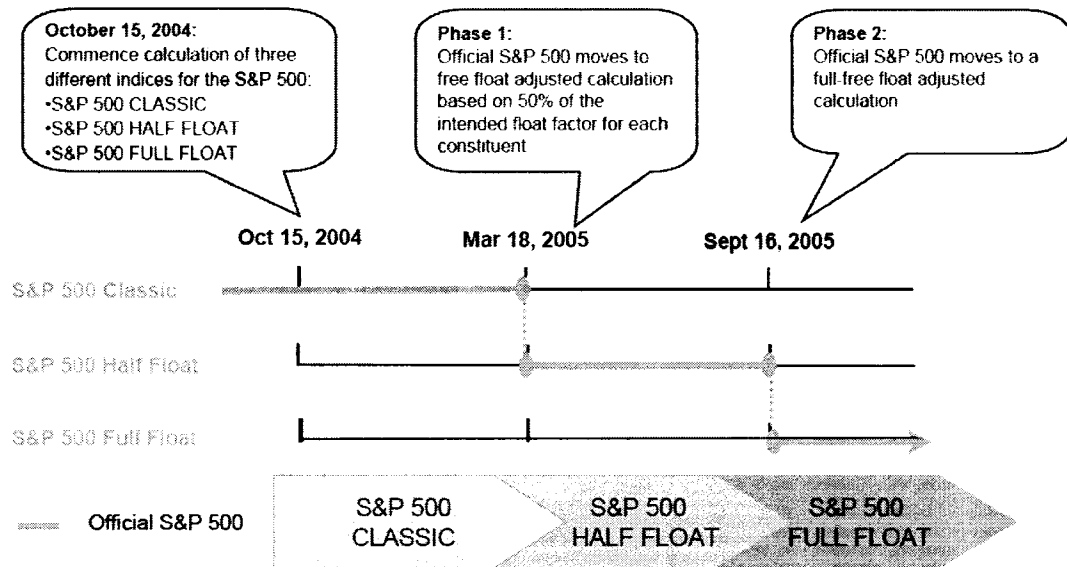 October 15, 2004:
Commence calculation of three
different indices for the S&P 500:
•S&P 500 CLASSIC
•S&P 500 HALF FLOAT
•S&P 500 FULL FLOAT
Phase 1:
Official S&P 500 moves to
free float adjusted calculation
based on 50% of the
intended float factor for each
constituent
Phase 2:
Official S&P 500 moves to a
full-free float adjusted
calculation
Oct 15, 2004
Mar 18, 2005
Sept 16, 2005
S&P 500 Classic
S&P 500 Half Float
S&P 500 Full Float
Official S&P 500
S&P 500
CLASSIC
S&P 500
HALF FLOAT
S&P 500
FULL FLOAT